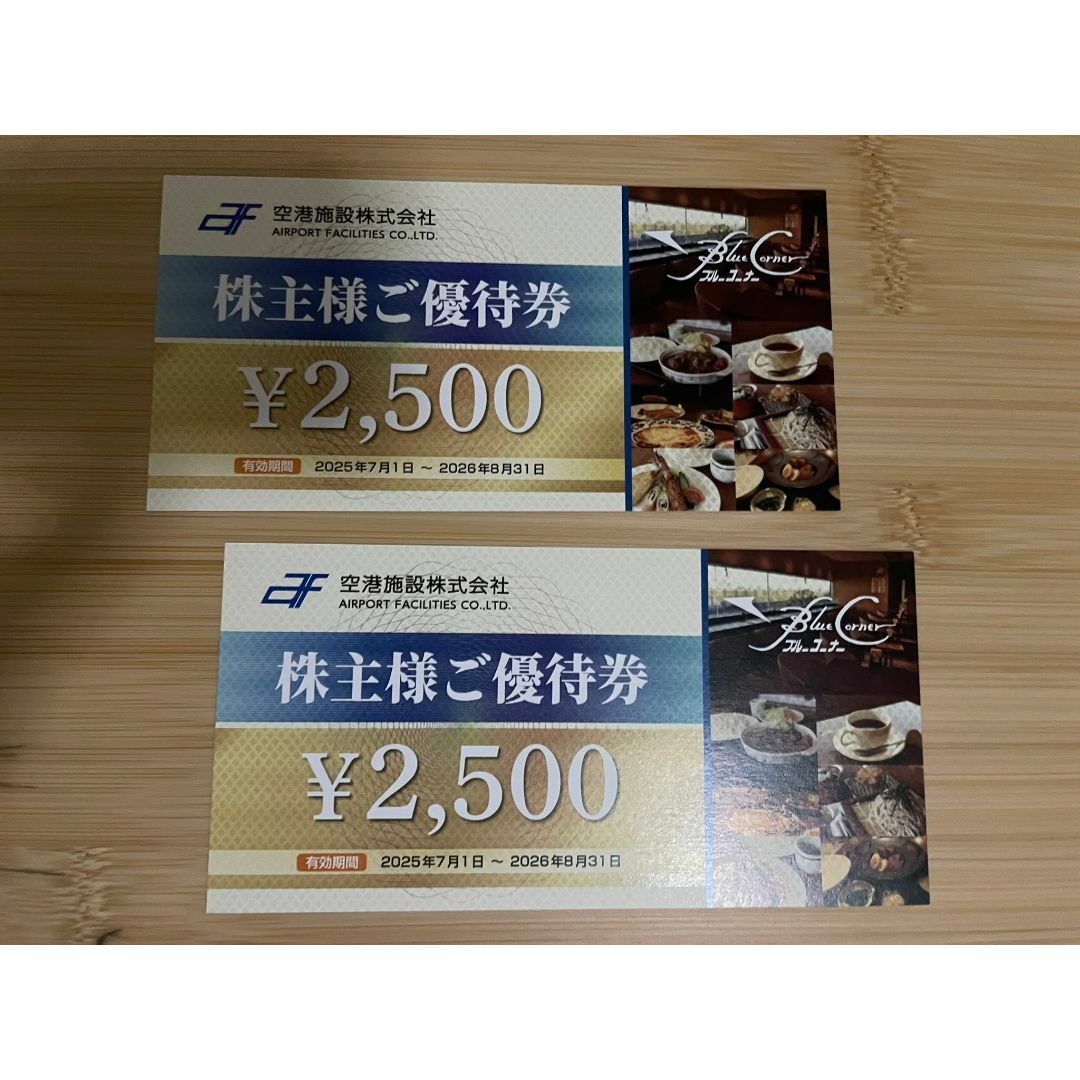 AF 空港施設株式会社
AIRPORT FACILITIES CO.,LTD.
株主様ご優待券
¥2,500
有効期間 2025年7月1日 ～ 2026年8月31日
Blue Corner
ブルーコーナー
AF 空港施設株式会社
AIRPORT FACILITIES CO.,LTD.
株主様ご優待券
¥2,500
有効期間 2025年7月1日 ～ 2026年8月31日
Blue Corner
ブルーコーナー